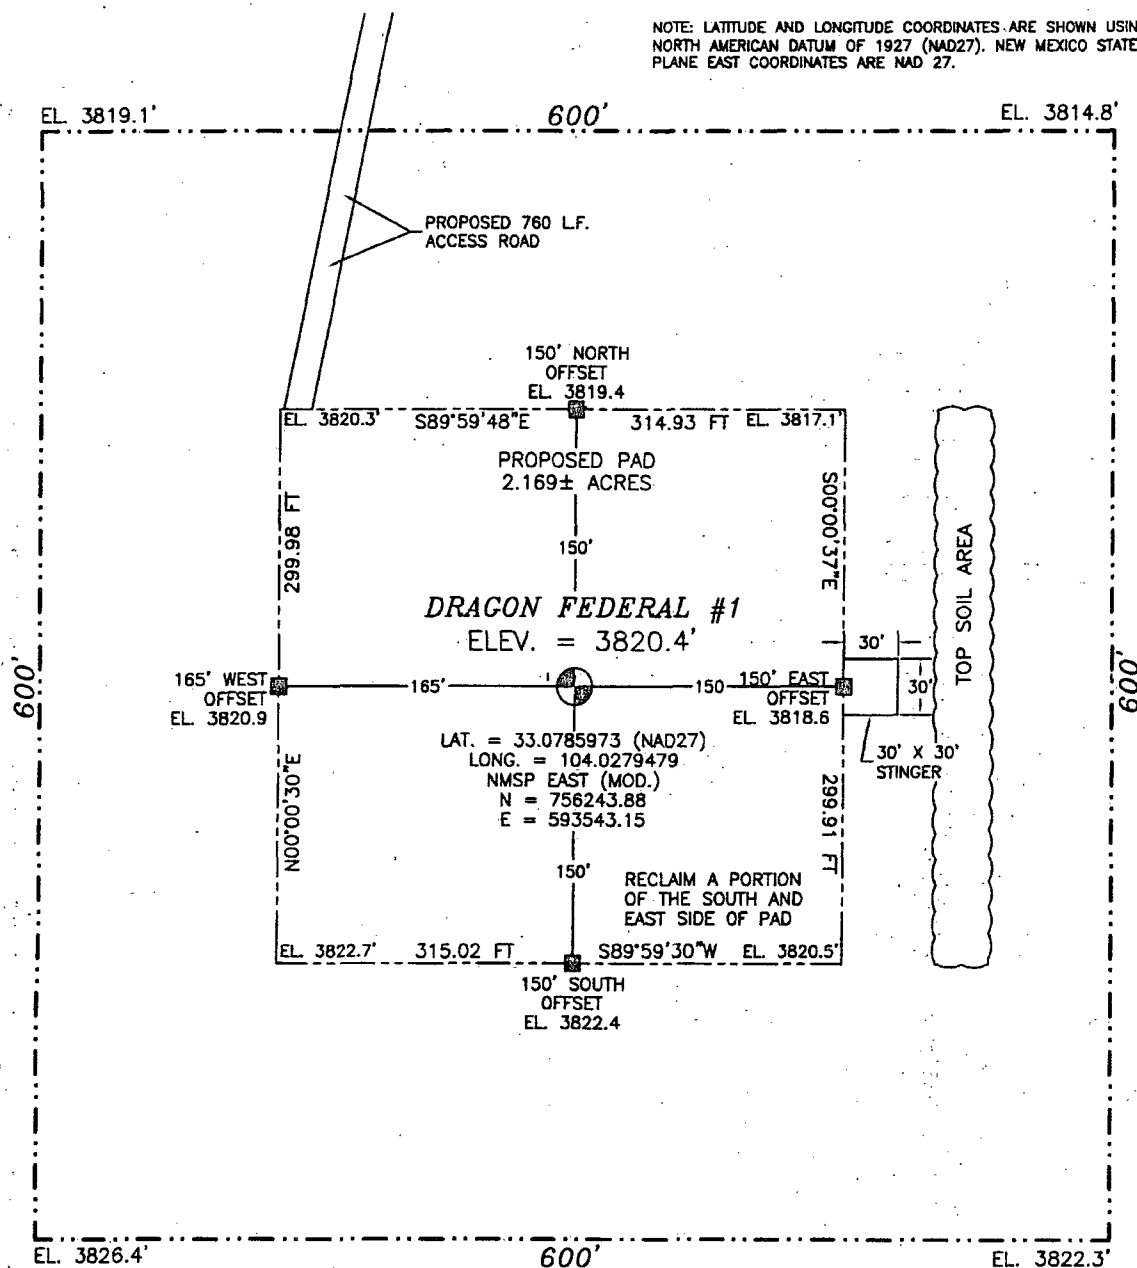 NOTE: LATITUDE AND LONGITUDE COORDINATES ARE SHOWN USIN
NORTH AMERICAN DATUM OF 1927 (NAD27). NEW MEXICO STATE
PLANE EAST COORDINATES ARE NAD 27.
EL. 3819.1'
600'
EL. 3814.8'
PROPOSED 760 L.F.
ACCESS ROAD
150' NORTH
OFFSET
EL. 3819.4
EL. 3820.3'
S89°59'48"E
314.93 FT
EL. 3817.1'
PROPOSED PAD
2.169± ACRES
299.98 FT
S00°00'37"E
150'
TOP SOIL AREA
DRAGON FEDERAL #1
ELEV. = 3820.4'
30'
600'
165' WEST
OFFSET
EL. 3820.9
165'
150
150' EAST
OFFSET
EL. 3818.6
30'
600'
30' X 30'
STINGER
LAT. = 33.0785973 (NAD27)
LONG. = 104.0279479
NMSP EAST (MOD.)
N = 756243.88
E = 593543.15
N00°00'30"E
299.91 FT
150'
RECLAIM A PORTION
OF THE SOUTH AND
EAST SIDE OF PAD
EL. 3822.7'
315.02 FT
S89°59'30"W
EL. 3820.5'
150' SOUTH
OFFSET
EL. 3822.4
EL. 3826.4'
600'
EL. 3822.3'